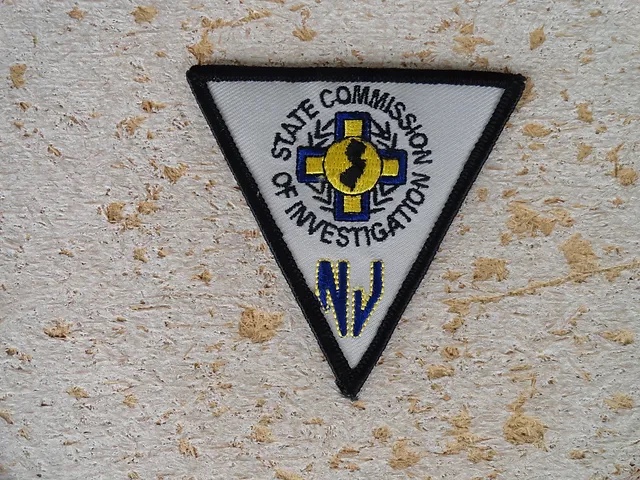 STATE COMMISSION
OF INVESTIGATION
NJ